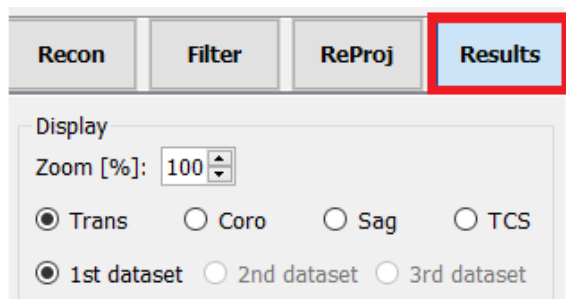 Recon Filter ReProj Results
Display
Zoom [%]: 100
Trans Coro Sag TCS
1st dataset 2nd dataset 3rd dataset